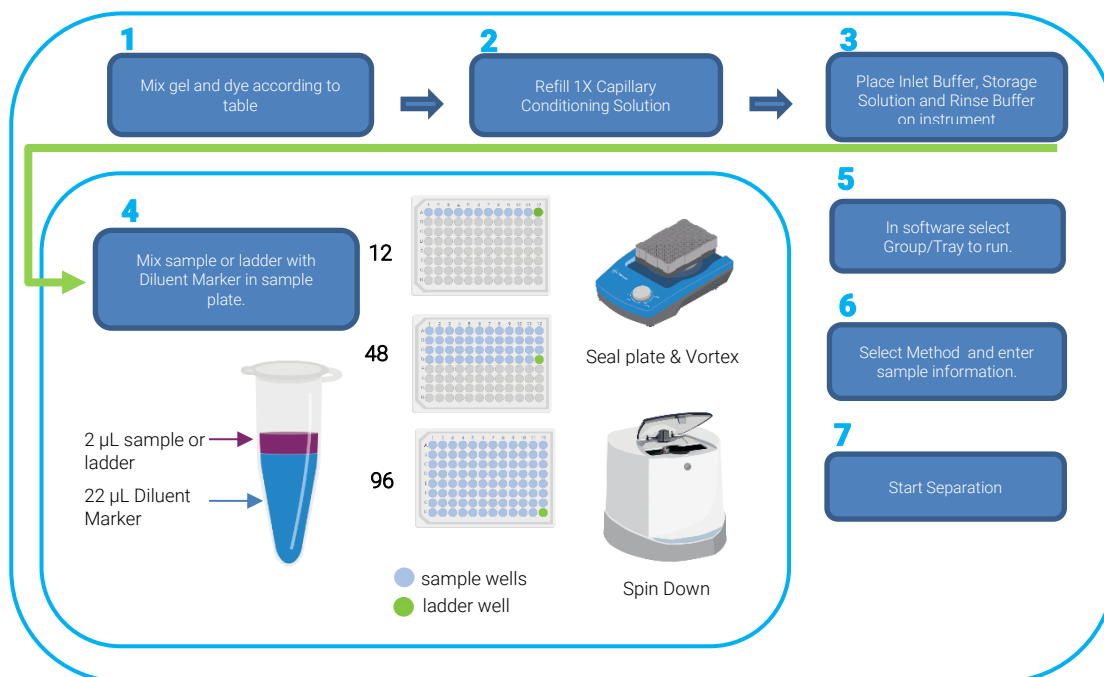 1
Mix gel and dye according to
table
2
Refill 1X Capillary
Conditioning Solution
3
Place Inlet Buffer, Storage
Solution and Rinse Buffer
on instrument
4
Mix sample or ladder with
Diluent Marker in sample
plate.
2 µL sample or
ladder
22 µL Diluent
Marker
12
48
96
sample wells
ladder well
Seal plate & Vortex
Spin Down
5
In software select
Group/Tray to run.
6
Select Method and enter
sample information.
7
Start Separation